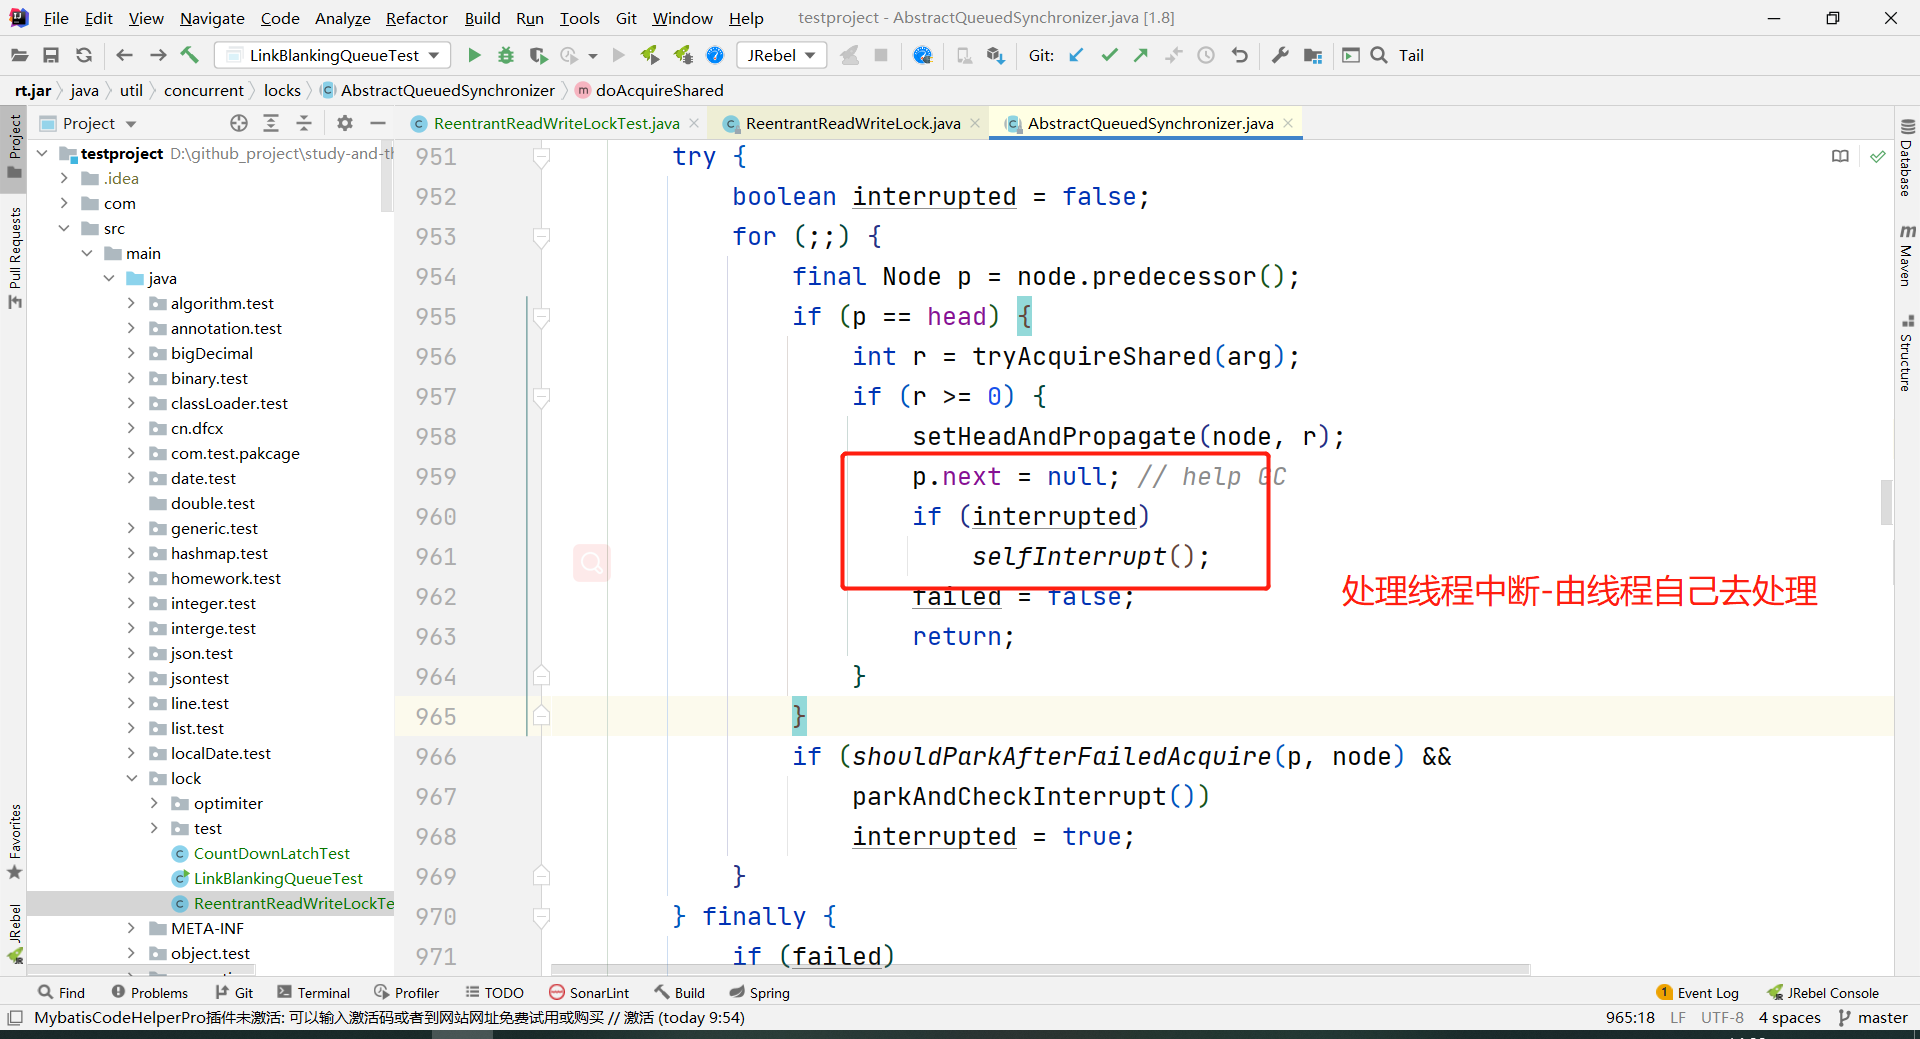 File Edit View Navigate Code Analyze Refactor Build Run Tools Git Window Help testproject - AbstractQueuedSynchronizer.java [1.8]
LinkBlankingQueueTest JRebel Git: Tail
rt.jar java util concurrent locks AbstractQueuedSynchronizer doAcquireShared
Project ReentrantReadWriteLockTest.java ReentrantReadWriteLock.java AbstractQueuedSynchronizer.java
Project
Pull Requests
Favorites
JRebel
testproject D:\github_project\study-and-th
.idea
com
src
main
java
algorithm.test
annotation.test
bigDecimal
binary.test
classLoader.test
cn.dfcx
com.test.pakcage
date.test
double.test
generic.test
hashmap.test
homework.test
integer.test
interge.test
json.test
jsontest
line.test
list.test
localDate.test
lock
optimiter
test
CountDownLatchTest
LinkBlankingQueueTest
ReentrantReadWriteLockTe
META-INF
object.test
951 try {
952 boolean interrupted = false;
953 for (;;) {
954 final Node p = node.predecessor();
955 if (p == head) {
956 int r = tryAcquireShared(arg);
957 if (r >= 0) {
958 setHeadAndPropagate(node, r);
959 p.next = null; // help GC
960 if (interrupted)
961 selfInterrupt();
962 failed = false;
963 return;
964 }
965 }
966 if (shouldParkAfterFailedAcquire(p, node) &&
967 parkAndCheckInterrupt())
968 interrupted = true;
969 }
970 } finally {
971 if (failed)
处理线程中断-由线程自己去处理
Database
Maven
Structure
Find Problems Git Terminal Profiler TODO SonarLint Build Spring 1 Event Log JRebel Console
MybatisCodeHelperPro插件未激活: 可以输入激活码或者到网站网址免费试用或购买 // 激活 (today 9:54) 965:18 LF UTF-8 4 spaces master